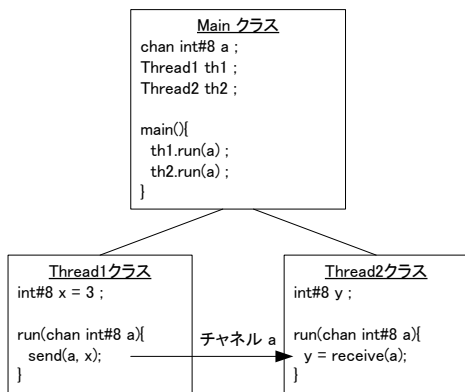 Main クラス
chan int#8 a ;
Thread1 th1 ;
Thread2 th2 ;
main(){
th1.run(a) ;
th2.run(a) ;
}
Thread1クラス
int#8 x = 3 ;
run(chan int#8 a){
send(a, x);
}
チャネル a
Thread2クラス
int#8 y ;
run(chan int#8 a){
y = receive(a);
}